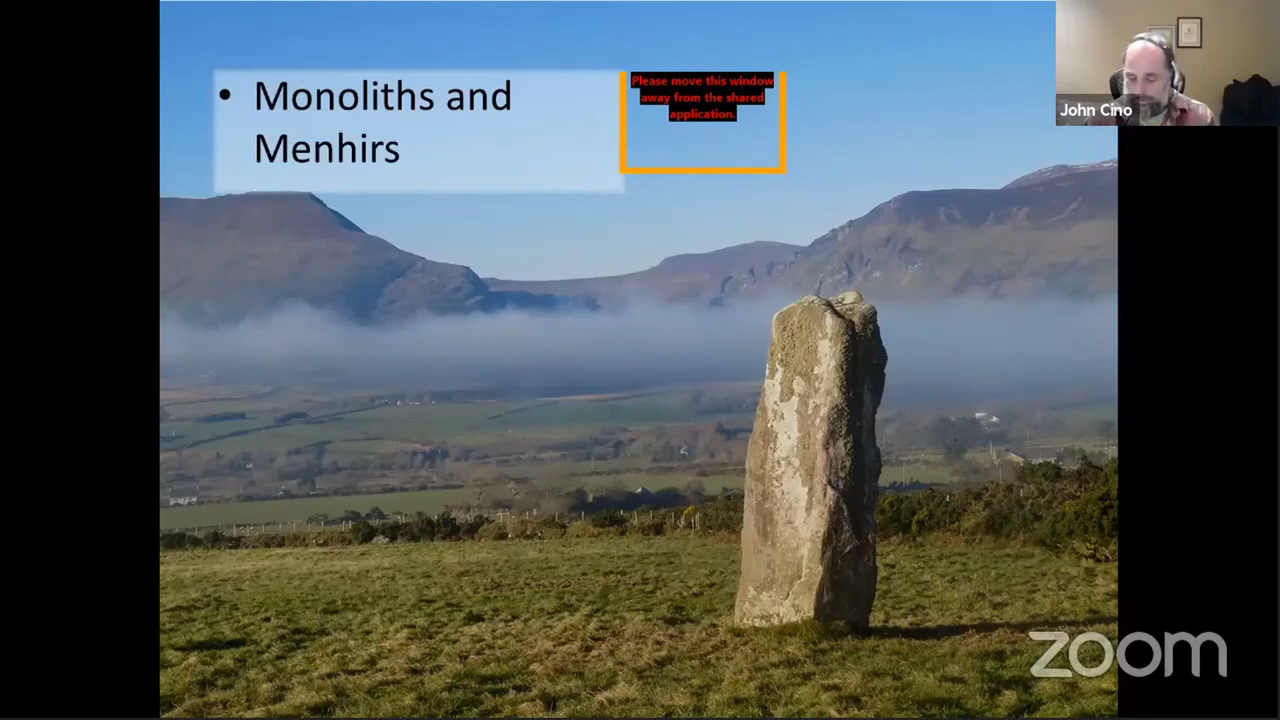 • Monoliths and
Menhirs
Please move this window
away from the shared
application.
John Cino
zoom